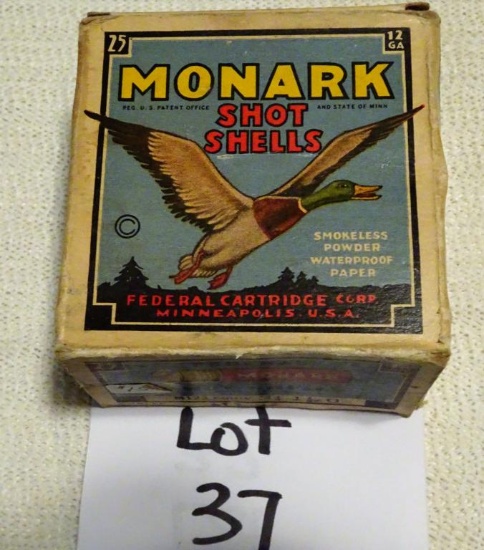 25 12
GA
MONARK
REG. U.S. PATENT OFFICE AND STATE OF MINN
SHOT
SHELLS
©
SMOKELESS
POWDER
WATERPROOF
PAPER
FEDERAL CARTRIDGE CORP.
MINNEAPOLIS. U.S.A.
MONARK
Lot
37